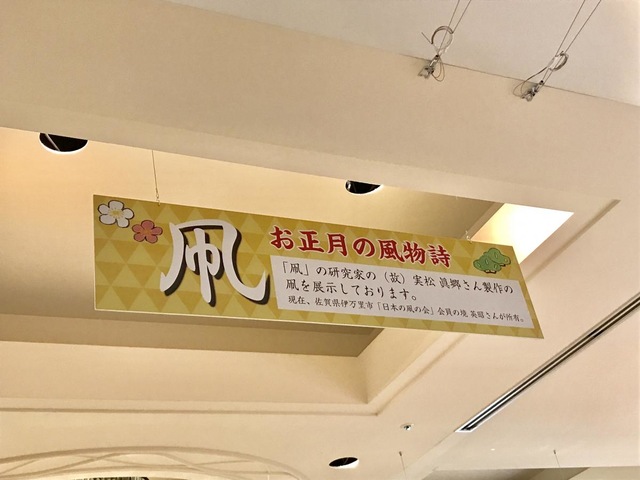 凧
お正月の風物詩
「凧」の研究家の（故）実松 眞郷さん製作の
凧を展示しております。
現在、佐賀県伊万里市「日本の凧の会」会員の境 英昭さんが所有。